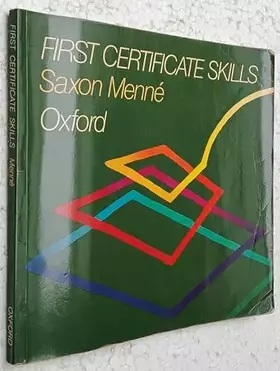 FIRST CERTIFICATE SKILLS
Saxon Menné
Oxford
FIRST CERTIFICATE SKILLS Menné OXFORD